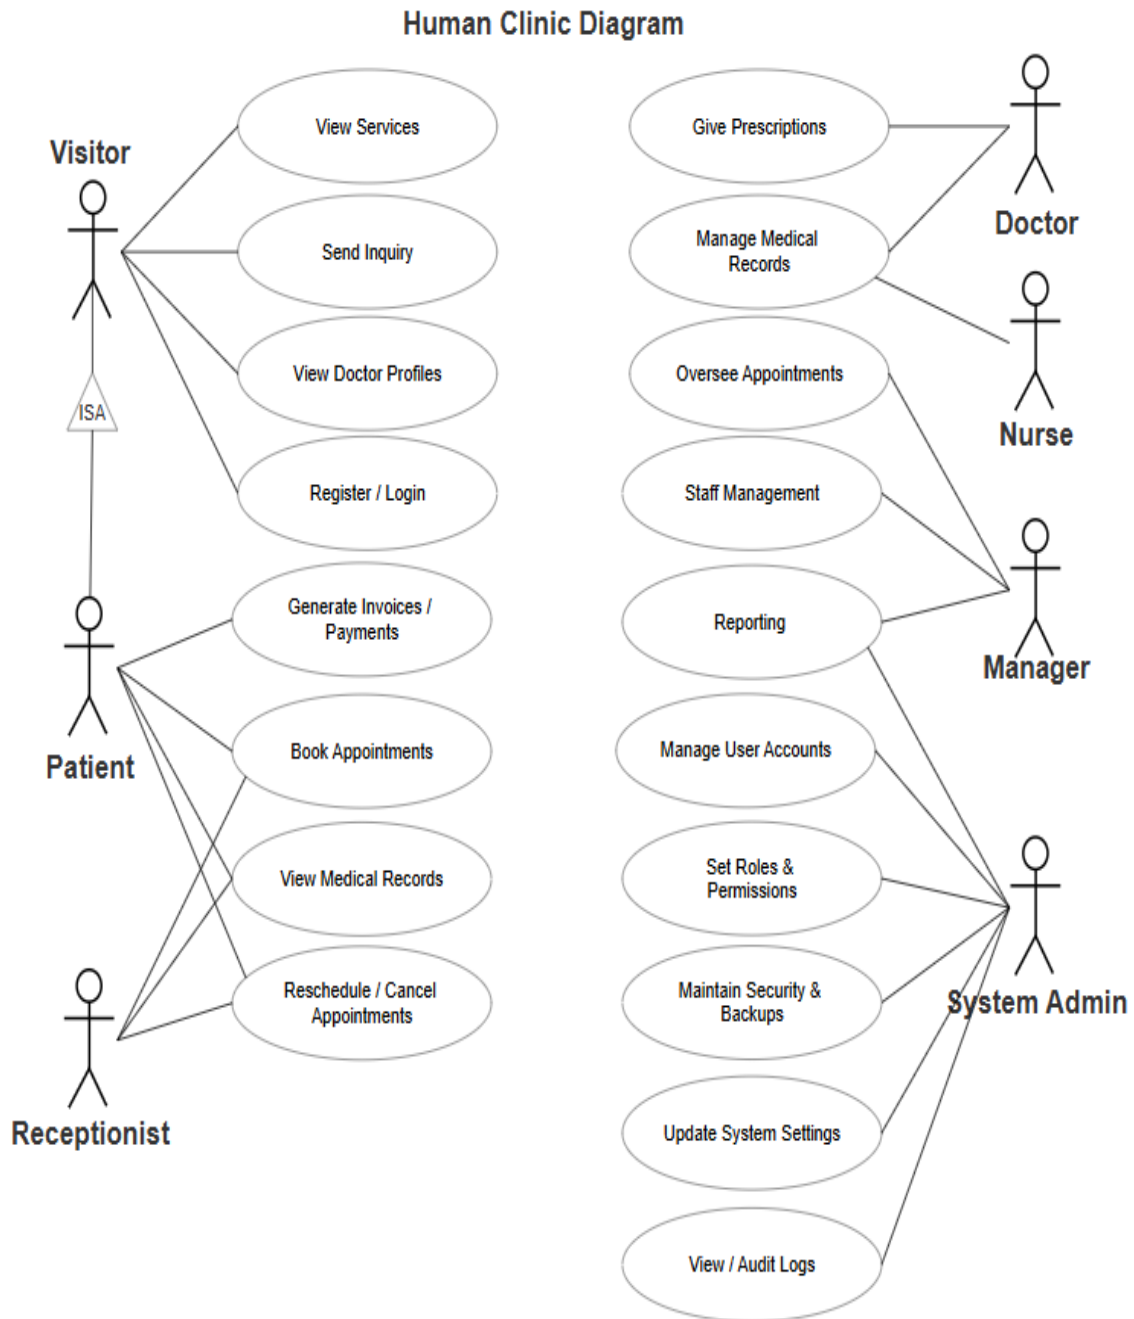 Human Clinic Diagram
Visitor
View Services
Send Inquiry
View Doctor Profiles
ISA
Register / Login
Generate Invoices /
Payments
Patient
Book Appointments
View Medical Records
Reschedule / Cancel
Appointments
Receptionist
Give Prescriptions
Doctor
Manage Medical
Records
Nurse
Oversee Appointments
Staff Management
Reporting
Manager
Manage User Accounts
Set Roles &
Permissions
Maintain Security &
Backups
System Admin
Update System Settings
View / Audit Logs